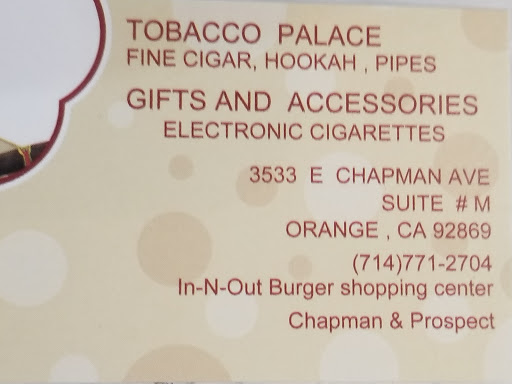 TOBACCO PALACE
FINE CIGAR, HOOKAH , PIPES
GIFTS AND ACCESSORIES
ELECTRONIC CIGARETTES
3533 E CHAPMAN AVE
SUITE # M
ORANGE , CA 92869
(714)771-2704
In-N-Out Burger shopping center
Chapman & Prospect